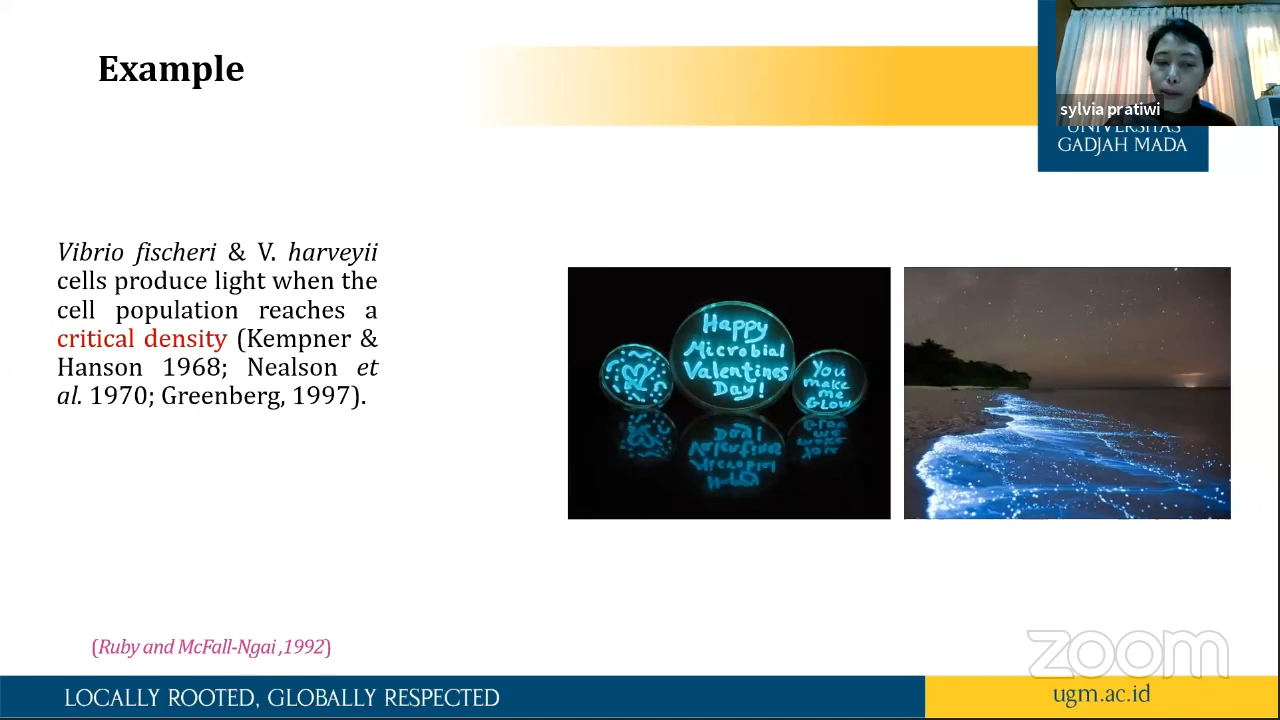 Example
sylvia pratiwi
UNIVERSITAS
GADJAH MADA
Vibrio fischeri & V. harveyii
cells produce light when the
cell population reaches a
critical density (Kempner &
Hanson 1968; Nealson et
al. 1970; Greenberg, 1997).
Happy
Microbial
Valentines
Day!
You
make
me
Glow
(Ruby and McFall-Ngai ,1992)
zoom
LOCALLY ROOTED, GLOBALLY RESPECTED
ugm.ac.id